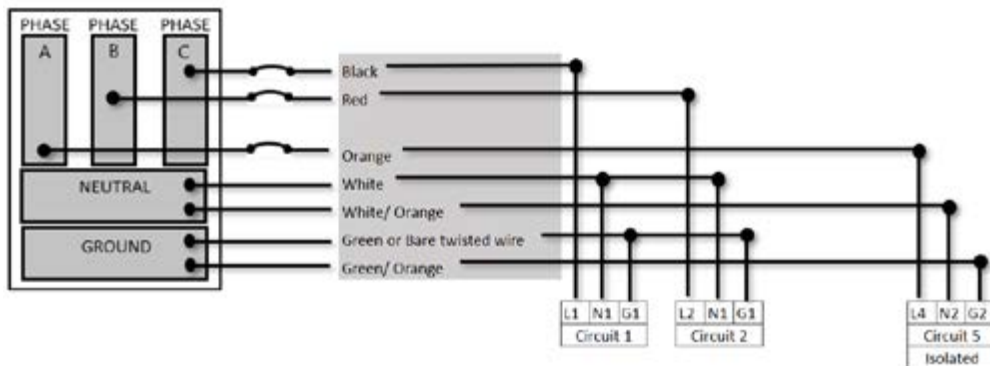 PHASE PHASE PHASE
A B C
NEUTRAL
GROUND
Black
Red
Orange
White
White/ Orange
Green or Bare twisted wire
Green/ Orange
L1 N1 G1
Circuit 1
L2 N1 G1
Circuit 2
L4 N2 G2
Circuit 5
Isolated